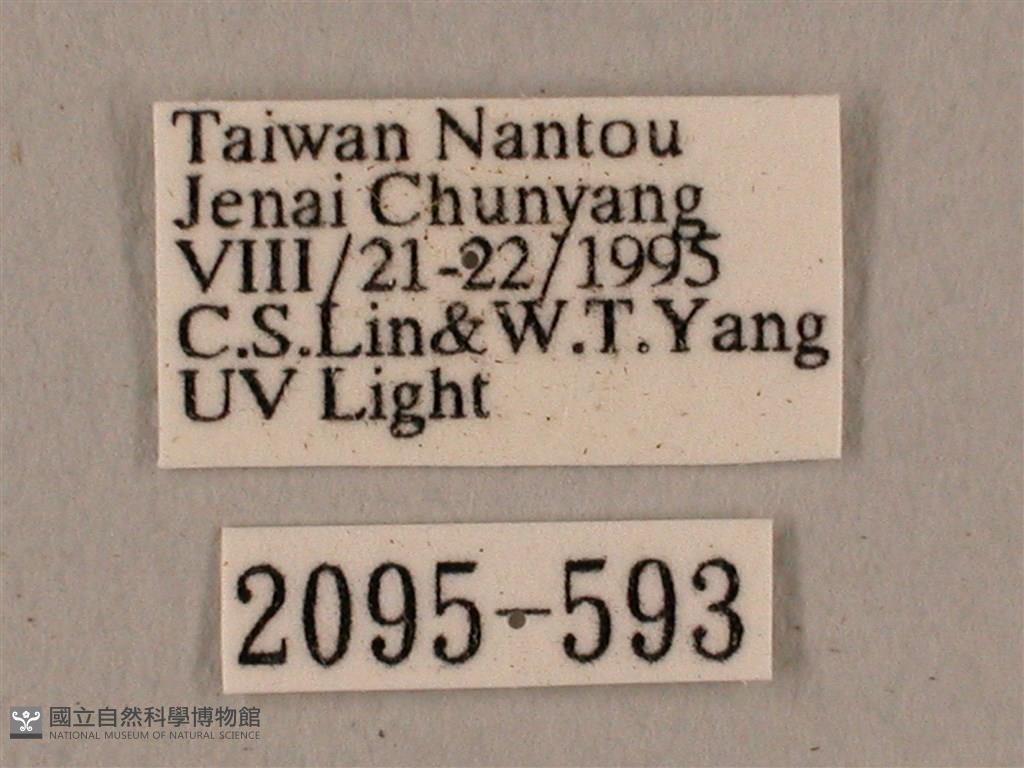 Taiwan Nantou
Jenai Chunyang
VIII/21-22/1995
C.S.Lin&W.T.Yang
UV Light
2095-593
國立自然科學博物館
NATIONAL MUSEUM OF NATURAL SCIENCE